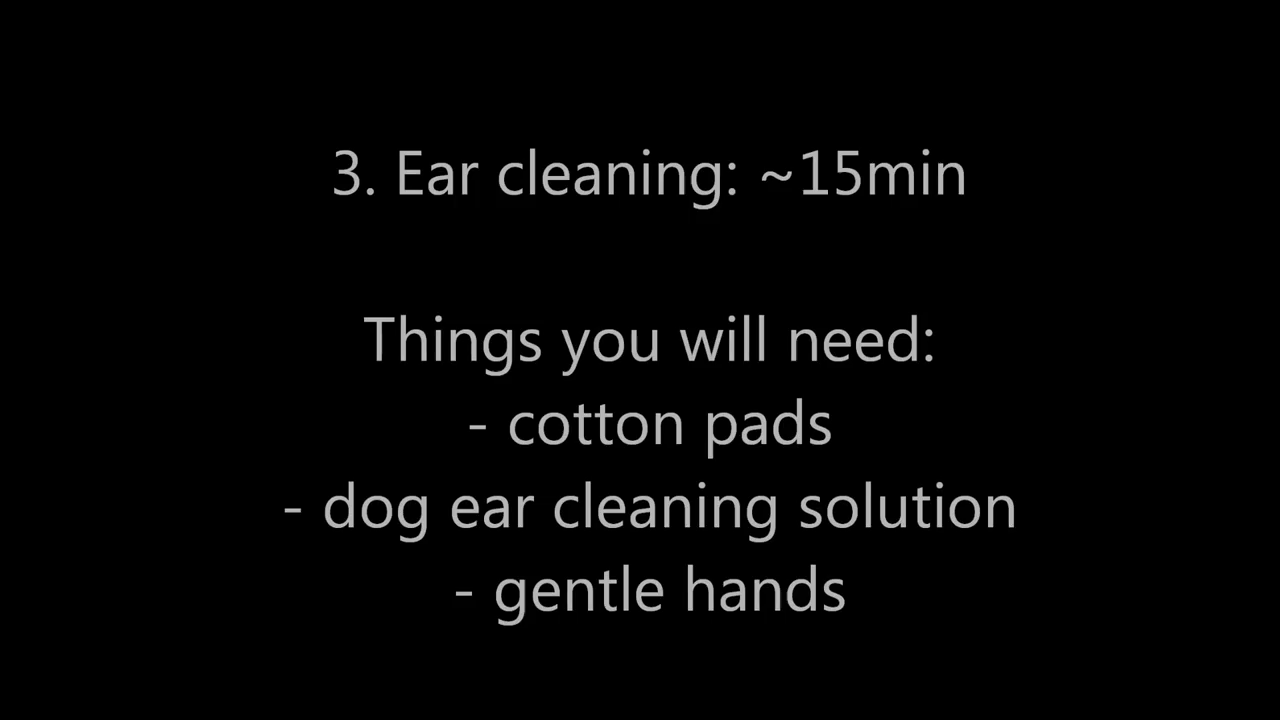 3. Ear cleaning: ~15min
Things you will need:
- cotton pads
- dog ear cleaning solution
- gentle hands